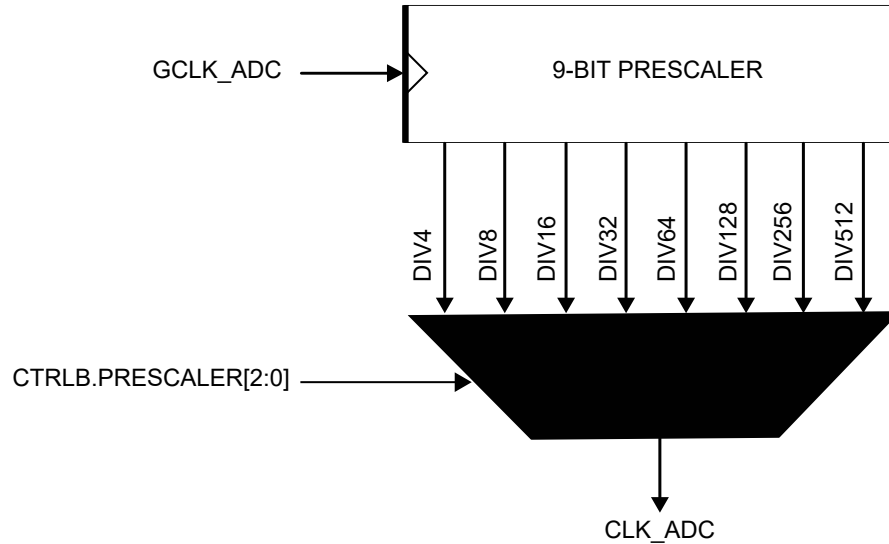 GCLK_ADC
9-BIT PRESCALER
DIV4
DIV8
DIV16
DIV32
DIV64
DIV128
DIV256
DIV512
CTRLB.PRESCALER[2:0]
CLK_ADC